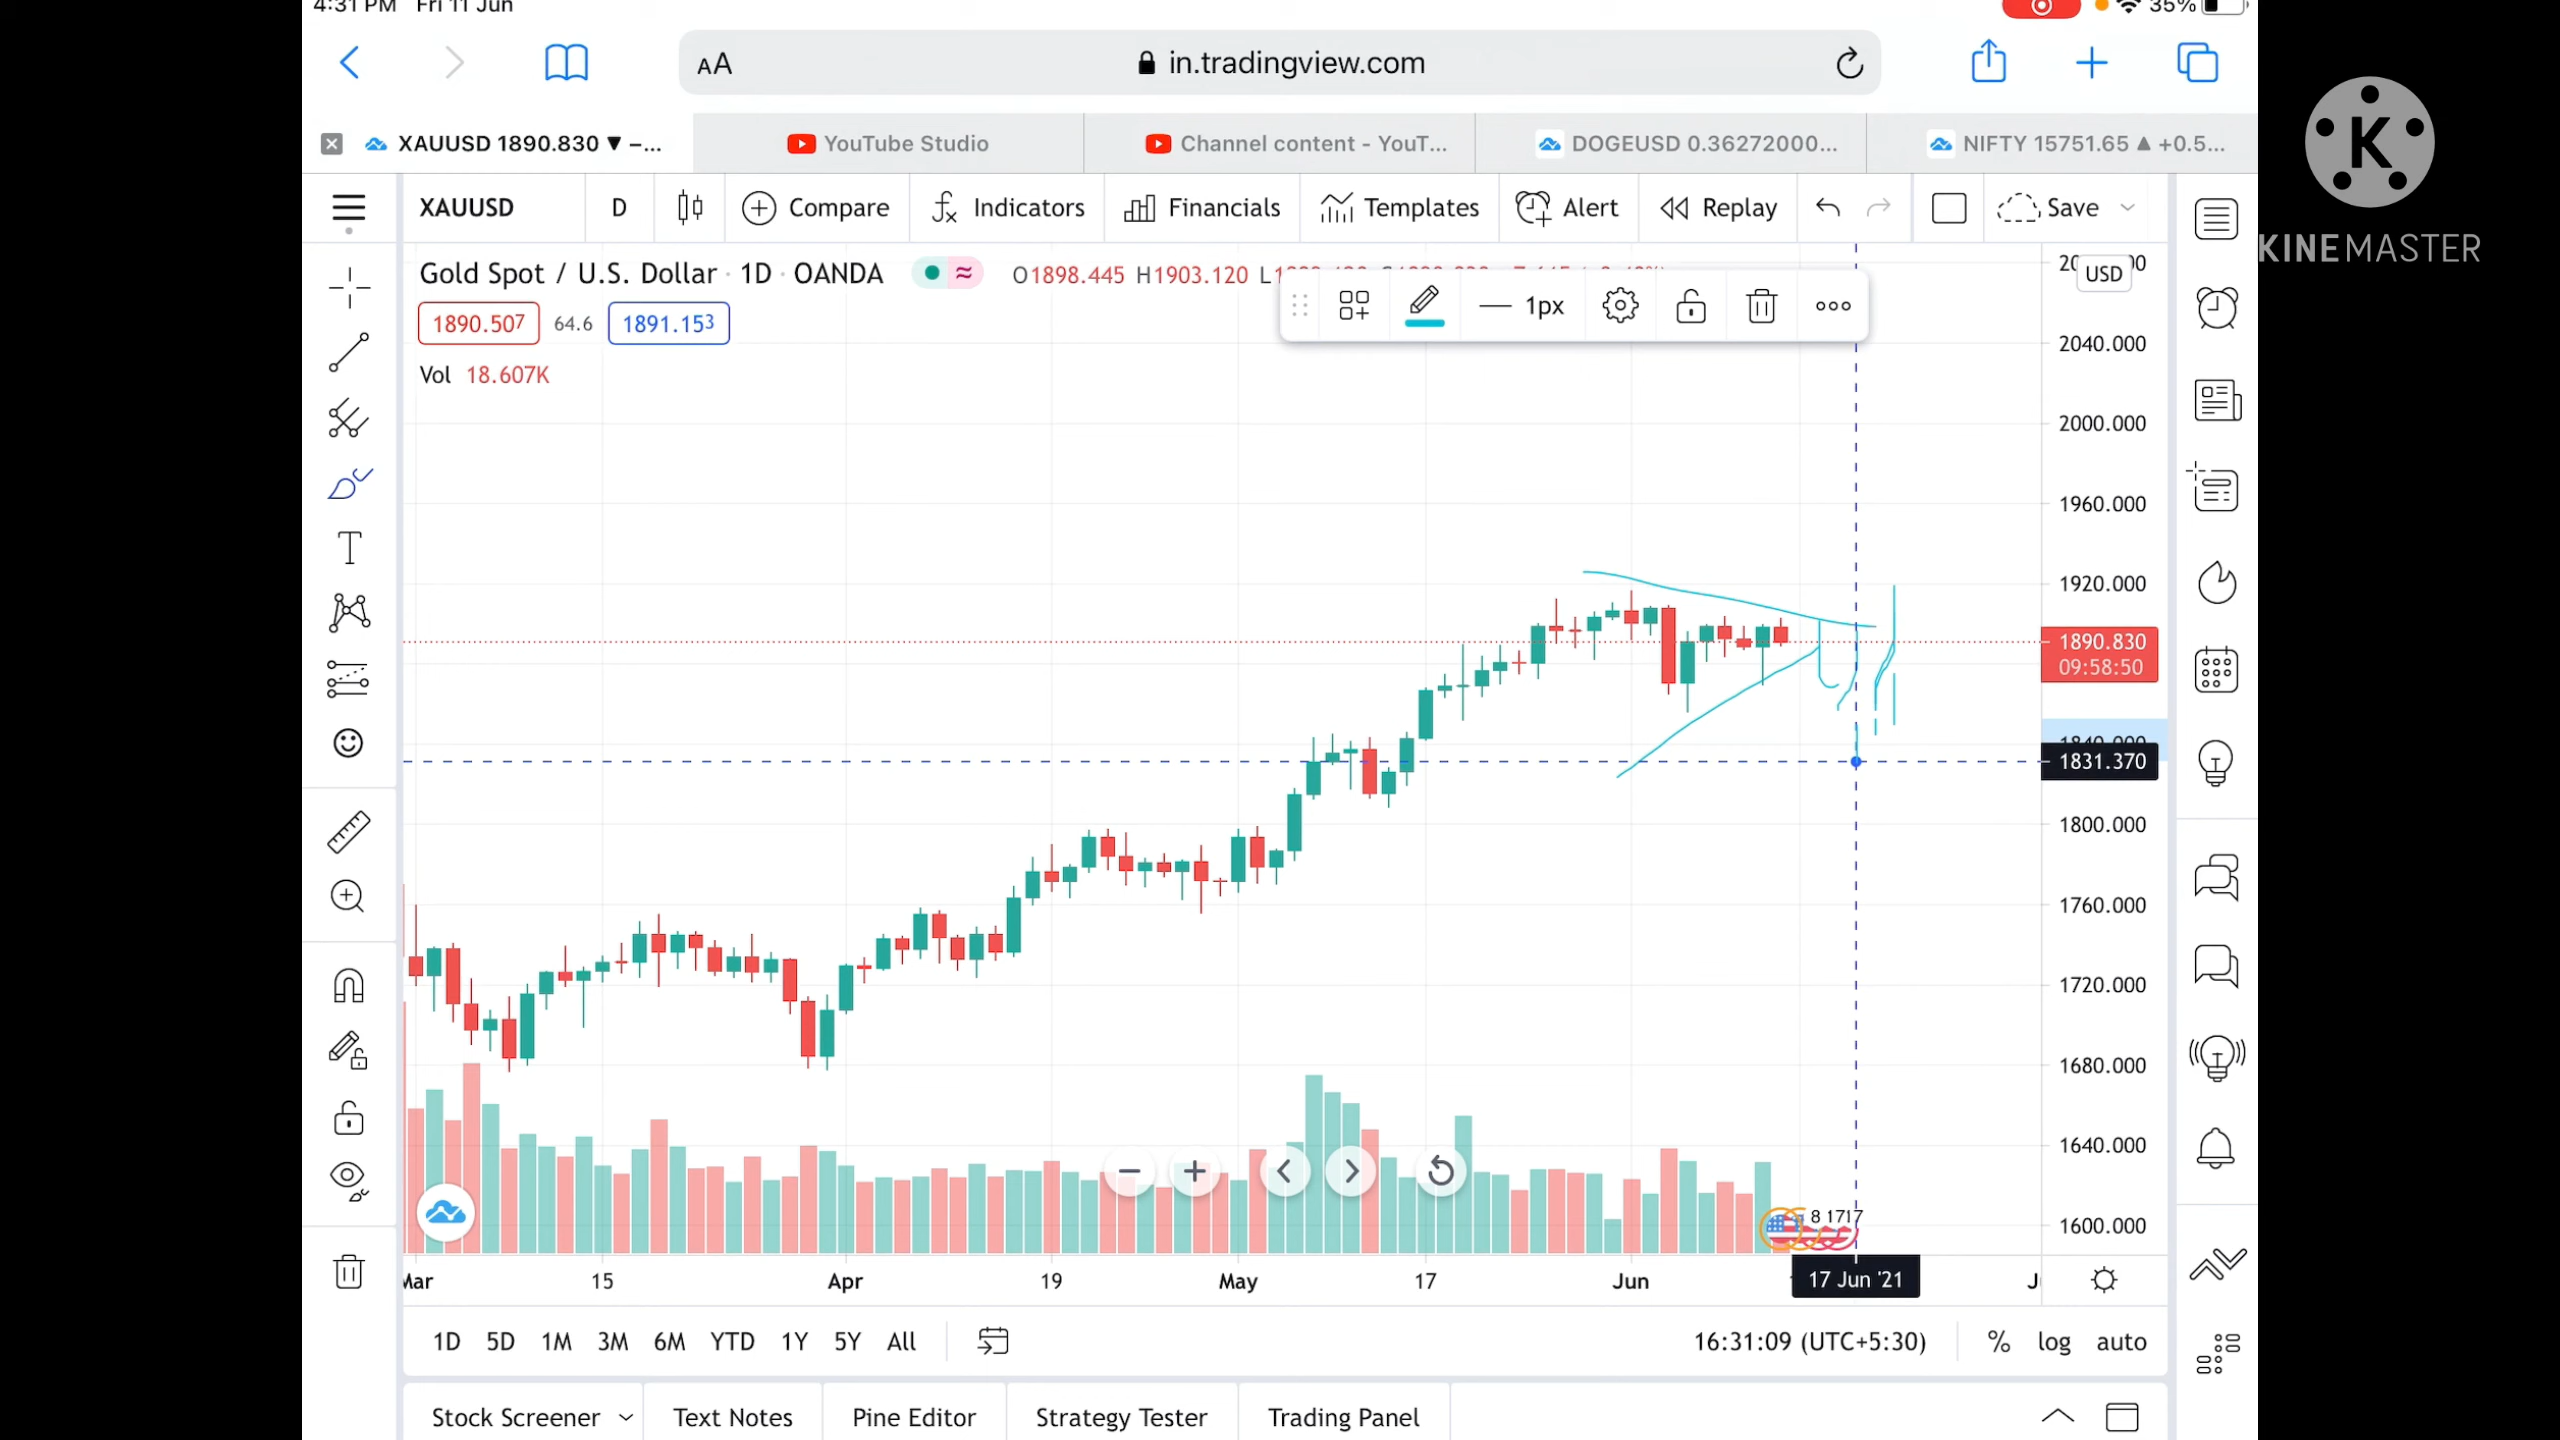 4:31 PM Fri 11 Jun
35%
AA
in.tradingview.com
XAUUSD 1890.830 ▼ −...
YouTube Studio
Channel content - YouT...
DOGEUSD 0.36272000...
NIFTY 15751.65 ▲ +0.5...
K
KINEMASTER
XAUUSD
D
Compare
Indicators
Financials
Templates
Alert
Replay
Save
Gold Spot / U.S. Dollar · 1D · OANDA
O1898.445 H1903.120
1px
USD
1890.507
64.6
1891.153
Vol 18.607K
2040.000
2000.000
1960.000
1920.000
1890.830
09:58:50
1840.000
1831.370
1800.000
1760.000
1720.000
1680.000
1640.000
1600.000
8 1717
Mar
15
Apr
19
May
17
Jun
17 Jun '21
1D
5D
1M
3M
6M
YTD
1Y
5Y
All
16:31:09 (UTC+5:30)
%
log
auto
Stock Screener
Text Notes
Pine Editor
Strategy Tester
Trading Panel